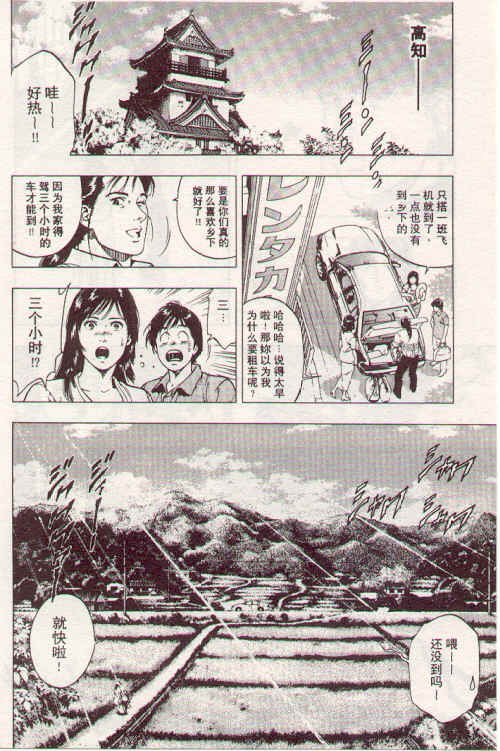 高知——
哇~~
好热~!!
只搭一班飞
机就到了,
一点也没有
到乡下的
レンタカ
哈哈哈…说得太早
啦!那妳以为我
为什么要租车呢?
要是你们真的
那么喜欢乡下
就好了!!
因为我累得
驾三个小时的
车才能到!!
三…
三个小时!?
喂~~
还没到吗~
就快啦!